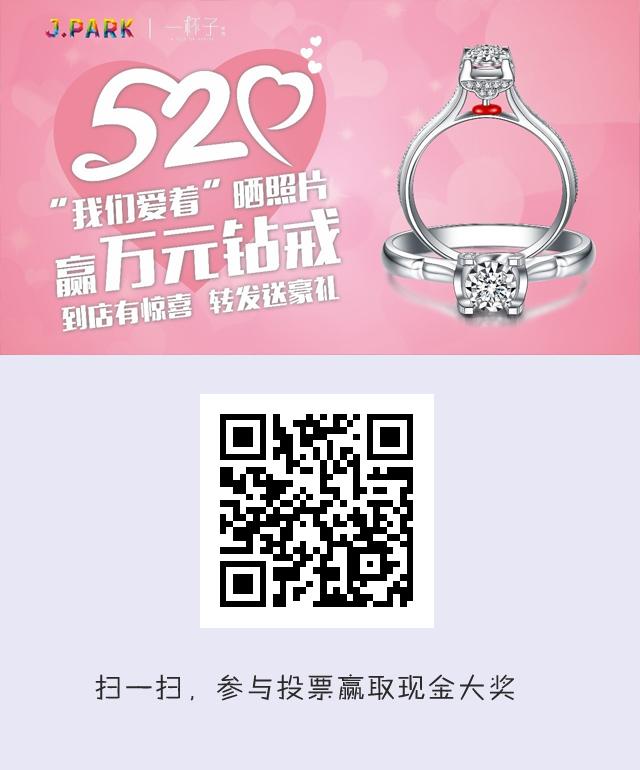 J.PARK | 一杯子
520
“我们爱着”晒照片
赢万元钻戒
到店有惊喜 转发送豪礼
扫一扫，参与投票赢取现金大奖